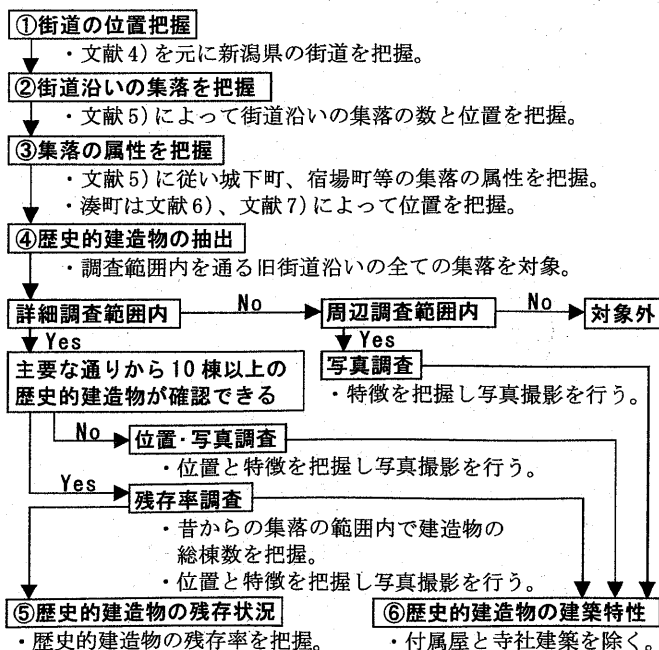 ①街道の位置把握
・文献4)を元に新潟県の街道を把握。
②街道沿いの集落を把握
・文献5)によって街道沿いの集落の数と位置を把握。
③集落の属性を把握
・文献5)に従い城下町、宿場町等の集落の属性を把握。
・湊町は文献6)、文献7)によって位置を把握。
④歴史的建造物の抽出
・調査範囲内を通る旧街道沿いの全ての集落を対象。
詳細調査範囲内 No 周辺調査範囲内 No 対象外
Yes Yes
主要な通りから10棟以上の
歴史的建造物が確認できる
写真調査
・特徴を把握し写真撮影を行う。
No 位置・写真調査
・位置と特徴を把握し写真撮影を行う。
Yes 残存率調査
・昔からの集落の範囲内で建造物の
総棟数を把握。
・位置と特徴を把握し写真撮影を行う。
⑤歴史的建造物の残存状況
・歴史的建造物の残存率を把握。
⑥歴史的建造物の建築特性
・付属屋と寺社建築を除く。